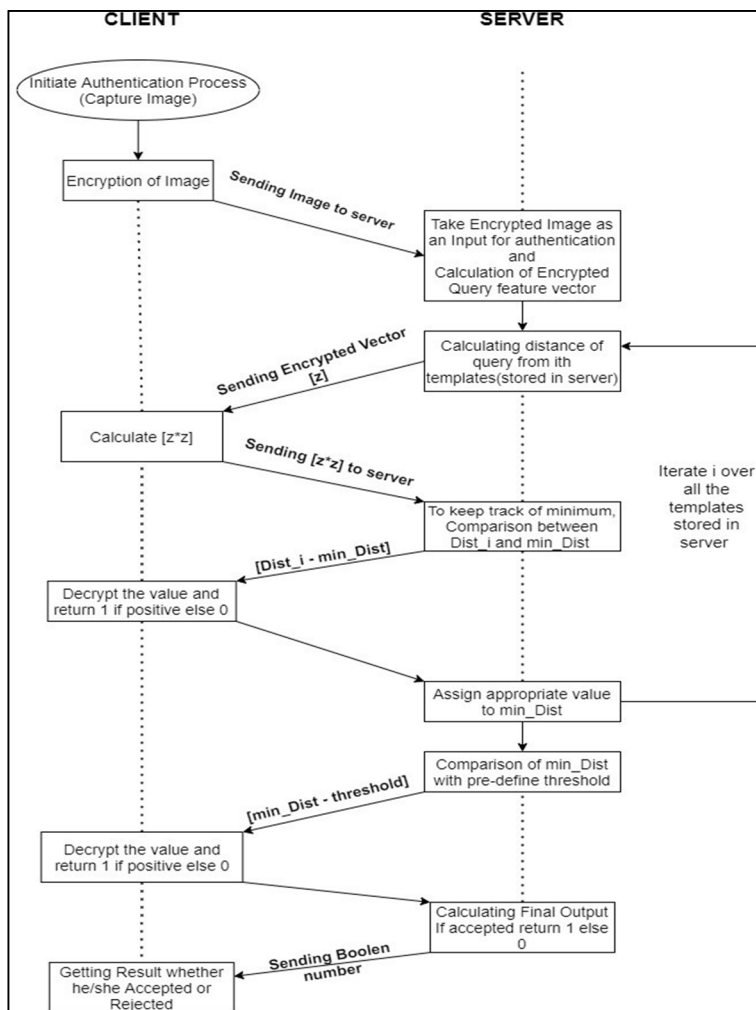 CLIENT
SERVER
Initiate Authentication Process
(Capture Image)
Encryption of Image
Sending Image to server
Take Encrypted Image as
an Input for authentication
and
Calculation of Encrypted
Query feature vector
Calculating distance of
query from ith
templates(stored in server)
Sending Encrypted Vector
[z]
Calculate [z*z]
Sending [z*z] to server
Iterate i over
all the
templates
stored in
server
To keep track of minimum,
Comparison between
Dist_i and min_Dist
[Dist_i - min_Dist]
Decrypt the value and
return 1 if positive else 0
Assign appropriate value
to min_Dist
Comparison of min_Dist
with pre-define threshold
[min_Dist - threshold]
Decrypt the value and
return 1 if positive else 0
Calculating Final Output
If accepted return 1 else
0
Sending Boolen
number
Getting Result whether
he/she Accepted or
Rejected